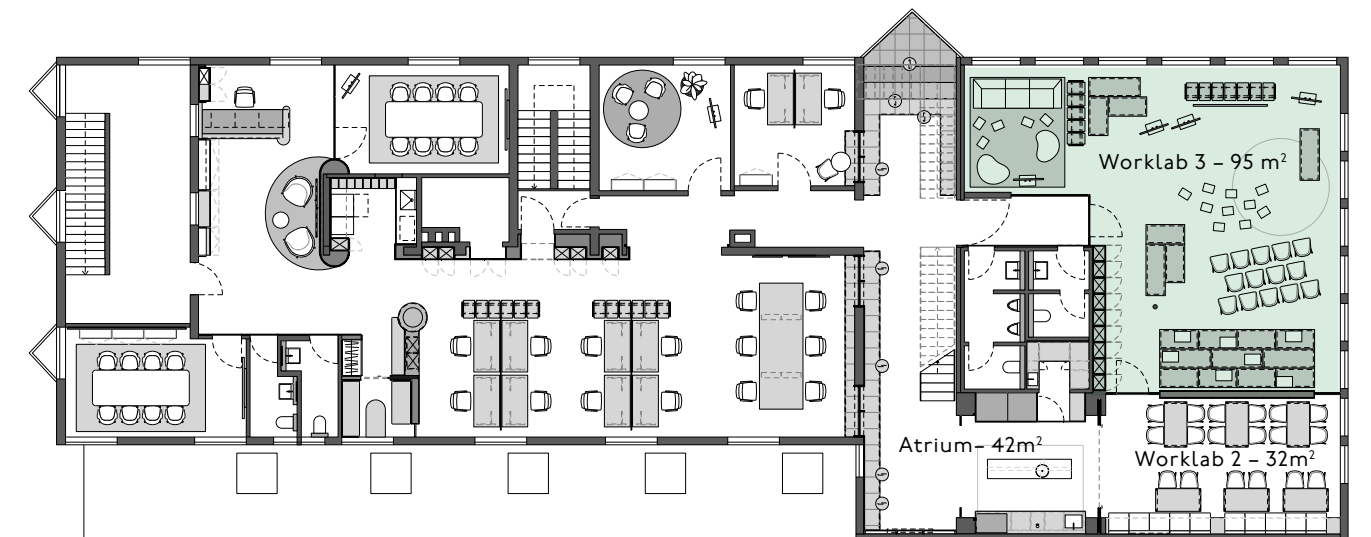 Worklab 3 – 95 m²
Atrium – 42m²
Worklab 2 – 32m²